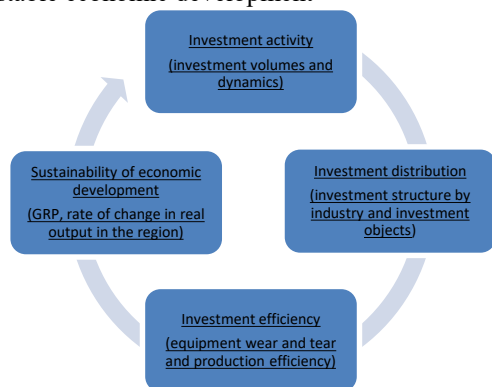 economic development
Investment activity
(investment volumes and
dynamics)
Sustainability of economic
development
(GRP, rate of change in real
output in the region)
Investment distribution
(investment structure by
industry and investment
objects)
Investment efficiency
(equipment wear and tear
and production efficiency)